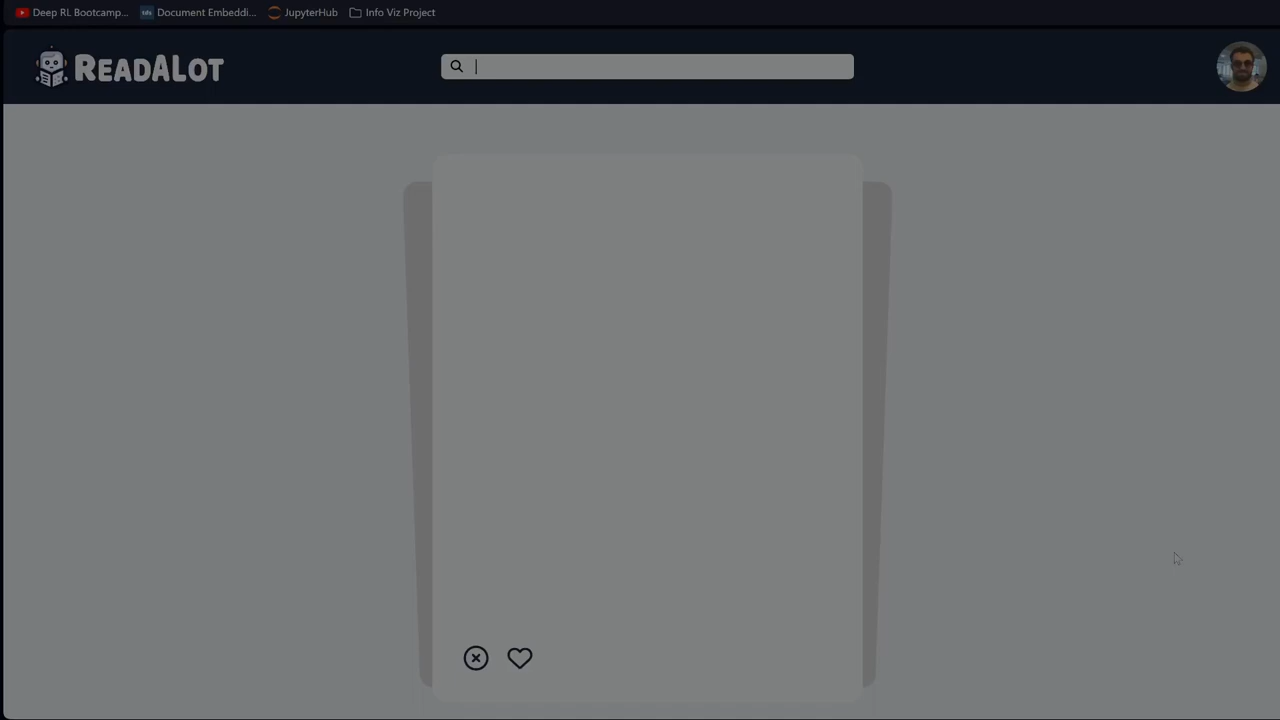 Deep RL Bootcamp...
Document Embeddi...
JupyterHub
Info Viz Project
READALOT